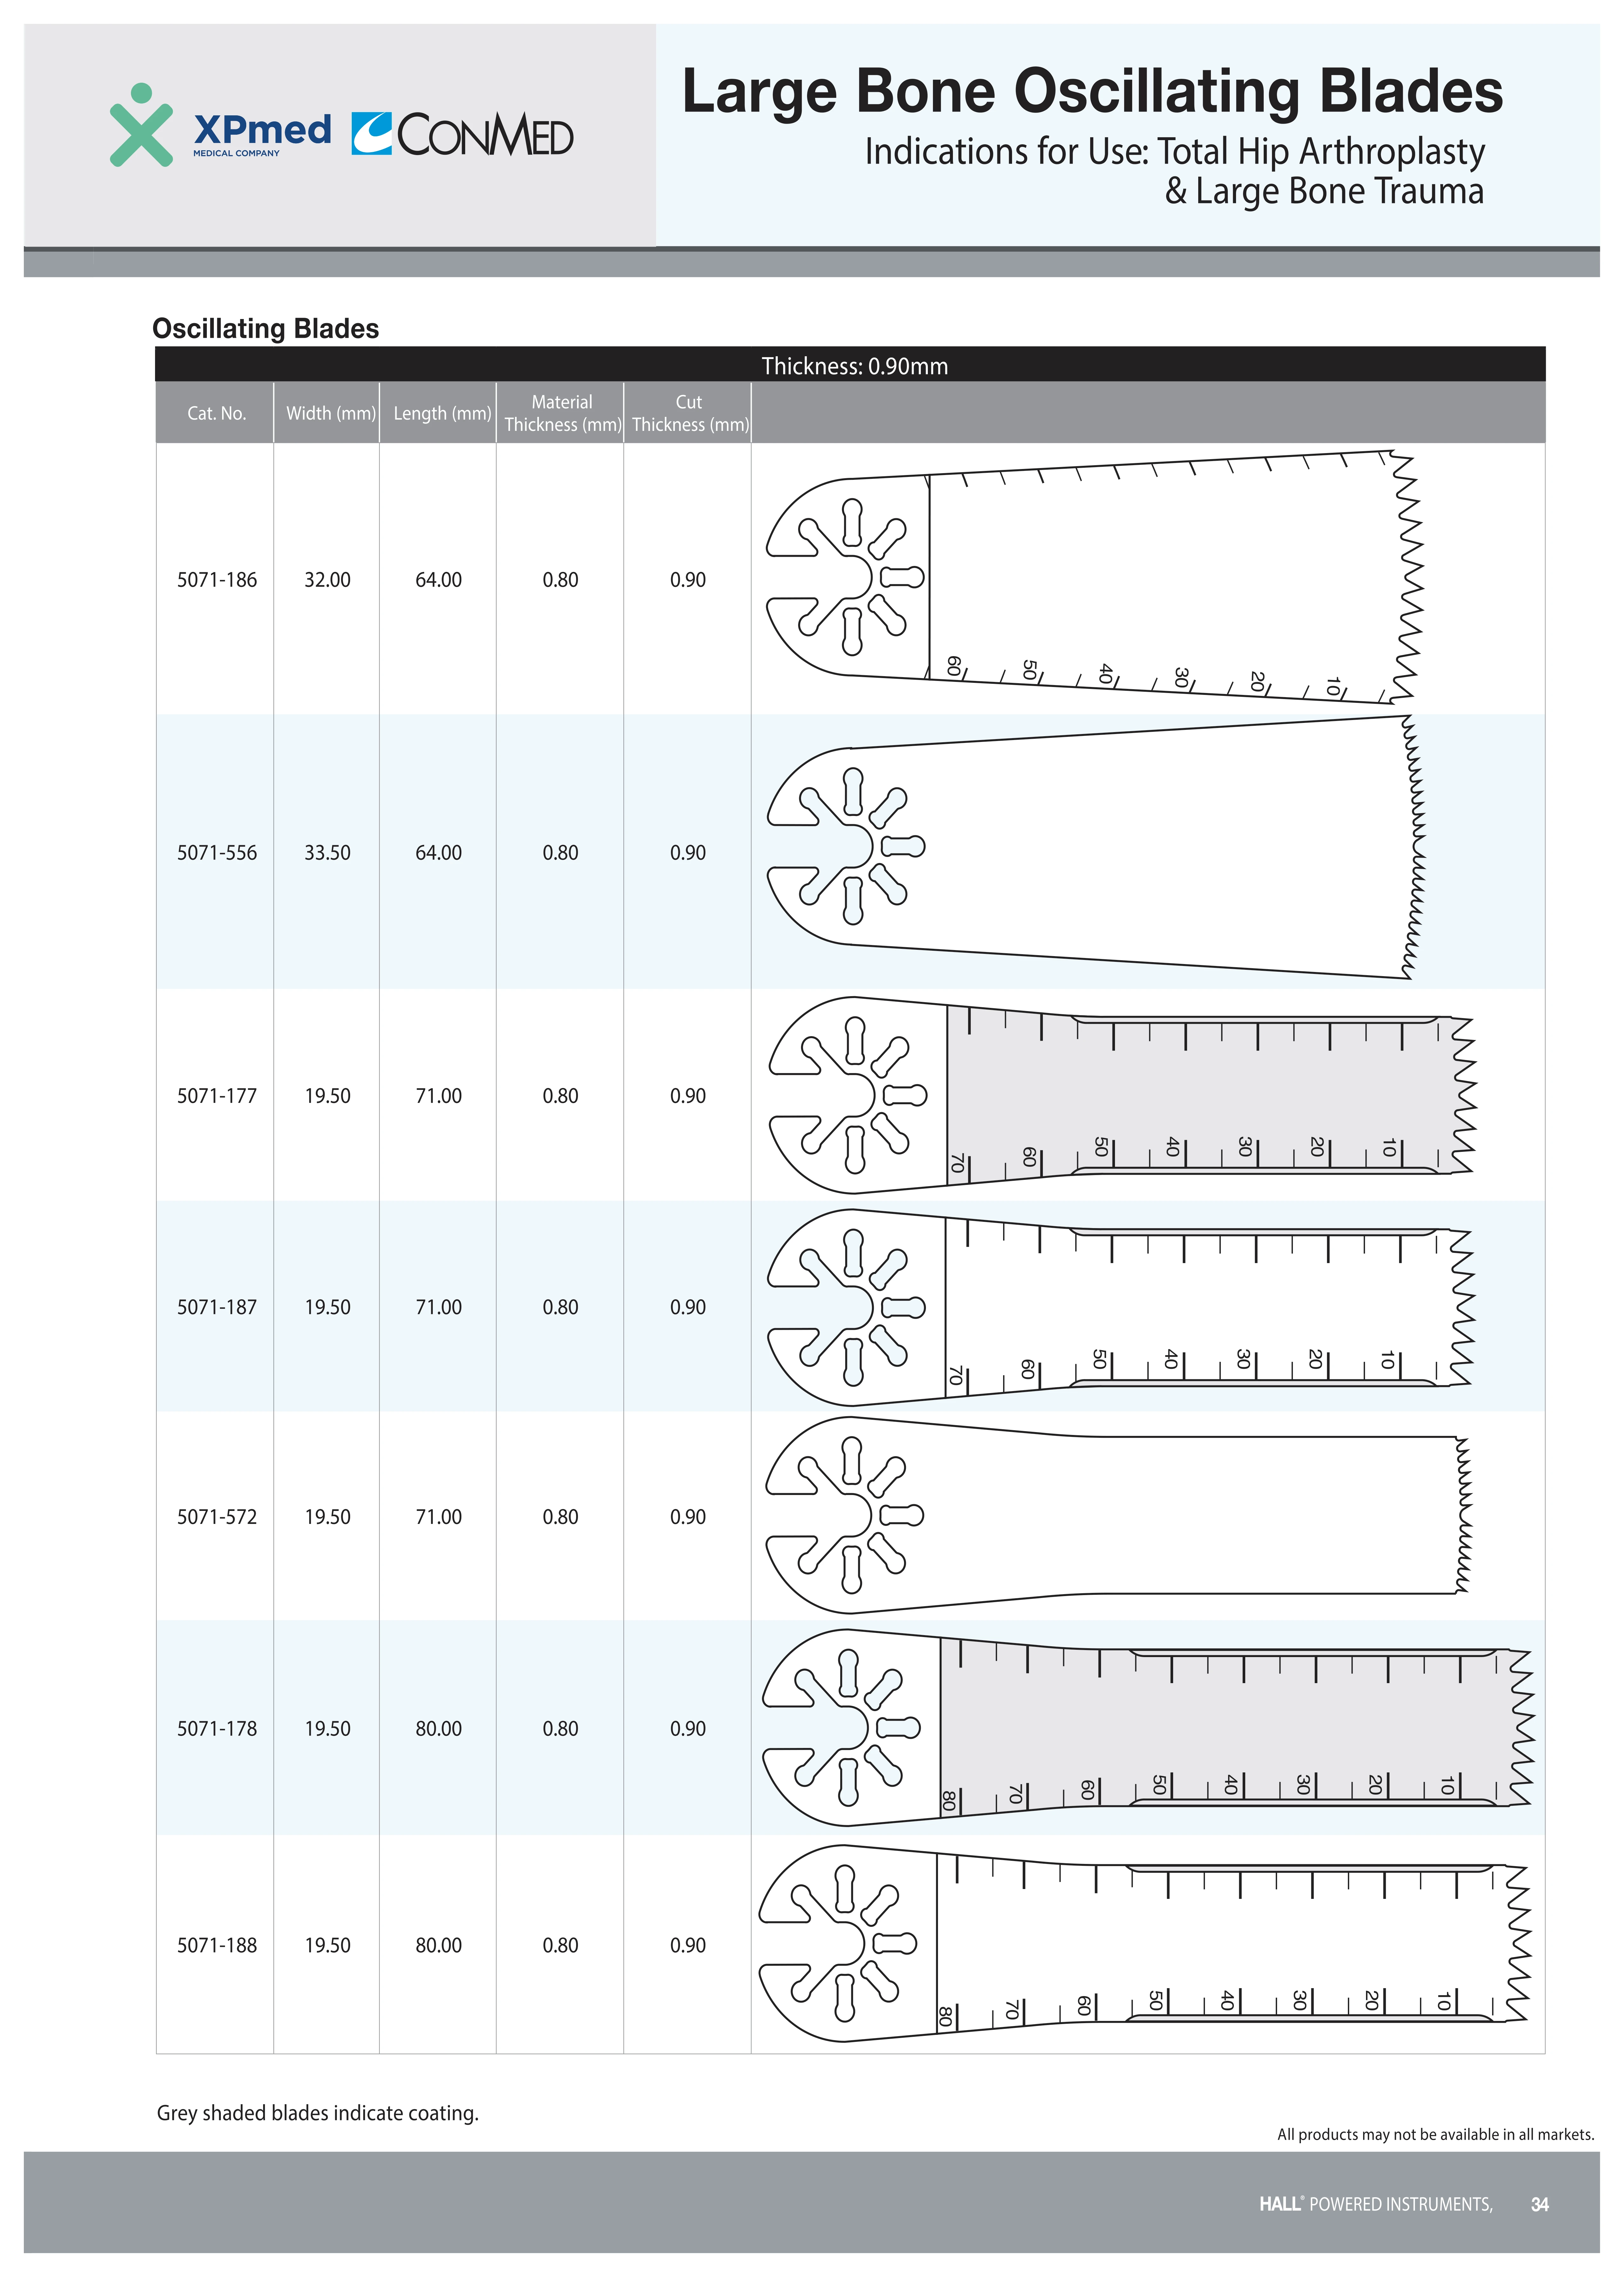 XPmed
MEDICAL COMPANY
CONMED
Large Bone Oscillating Blades
Indications for Use: Total Hip Arthroplasty
& Large Bone Trauma
Oscillating Blades
Thickness: 0.90mm
Cat. No. Width (mm) Length (mm) Material Thickness (mm) Cut Thickness (mm)
5071-186 32.00 64.00 0.80 0.90
60 50 40 30 20 10
5071-556 33.50 64.00 0.80 0.90
5071-177 19.50 71.00 0.80 0.90
70 60 50 40 30 20 10
5071-187 19.50 71.00 0.80 0.90
70 60 50 40 30 20 10
5071-572 19.50 71.00 0.80 0.90
5071-178 19.50 80.00 0.80 0.90
80 70 60 50 40 30 20 10
5071-188 19.50 80.00 0.80 0.90
80 70 60 50 40 30 20 10
Grey shaded blades indicate coating.
All products may not be available in all markets.
HALL® POWERED INSTRUMENTS, 34